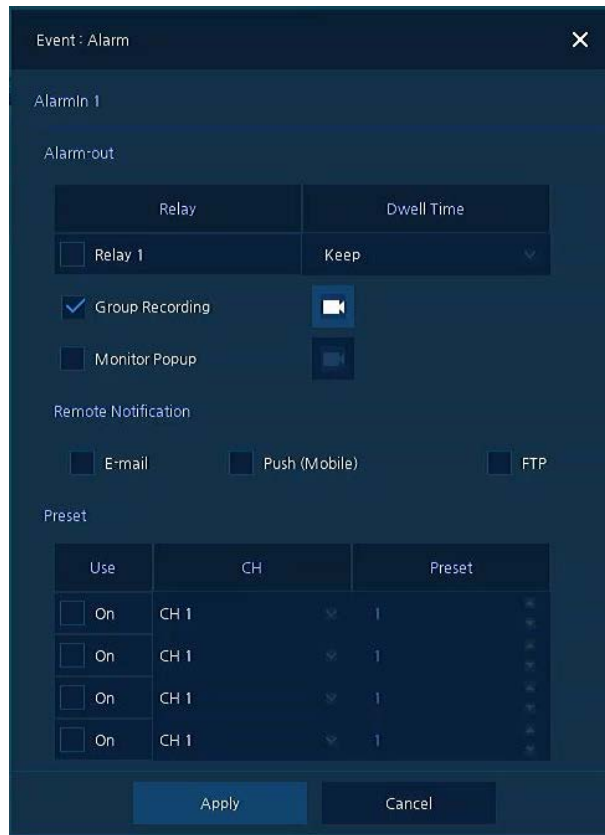 Event : Alarm
AlarmIn 1
Alarm-out
Relay Dwell Time
Relay 1 Keep
Group Recording
Monitor Popup
Remote Notification
E-mail Push (Mobile) FTP
Preset
Use CH Preset
On CH 1 1
On CH 1 1
On CH 1 1
On CH 1 1
Apply Cancel